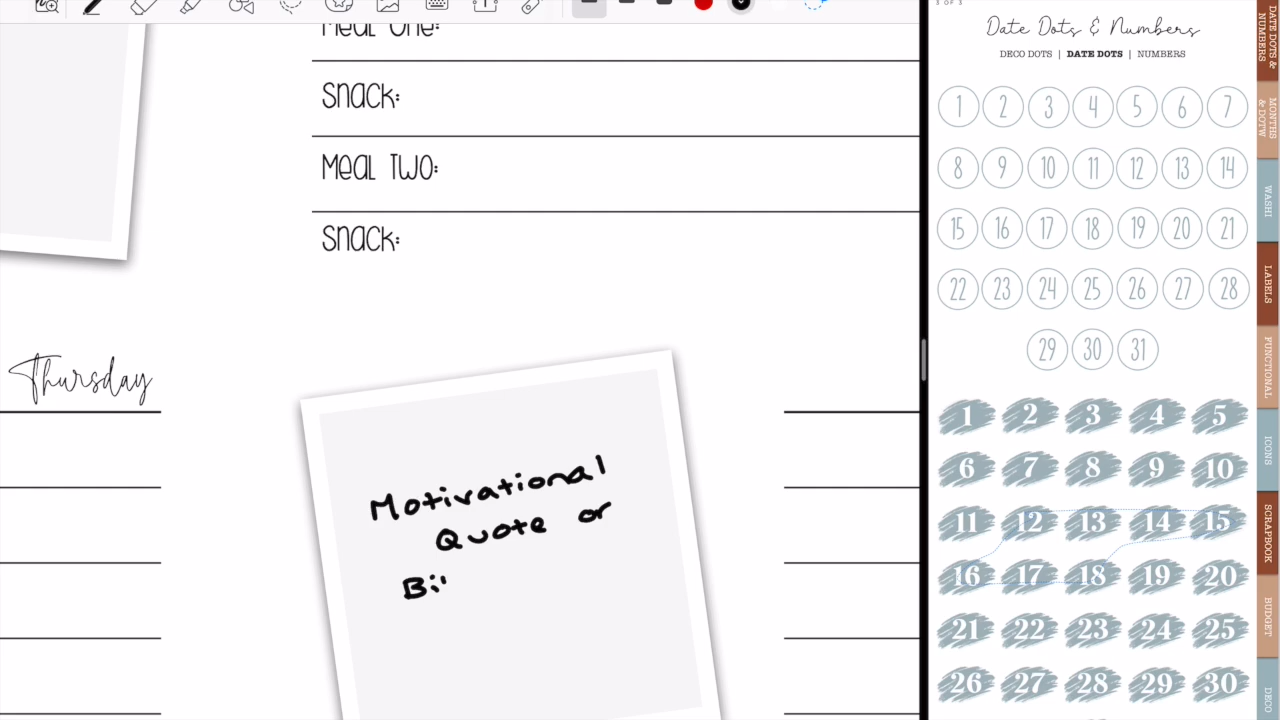 Meal One:
Snack:
Meal Two:
Snack:
Thursday
Motivational
Quote or
Bi
3 OF 3
Date Dots & Numbers
DECO DOTS | DATE DOTS | NUMBERS
1 2 3 4 5 6 7
8 9 10 11 12 13 14
15 16 17 18 19 20 21
22 23 24 25 26 27 28
29 30 31
1 2 3 4 5
6 7 8 9 10
11 12 13 14 15
16 17 18 19 20
21 22 23 24 25
26 27 28 29 30
DATE DOTS &
NUMBERS
MONTHS
& DOTW
WASHI
LABELS
FUNCTIONAL
ICONS
SCRAPBOOK
BUDGET
DECO